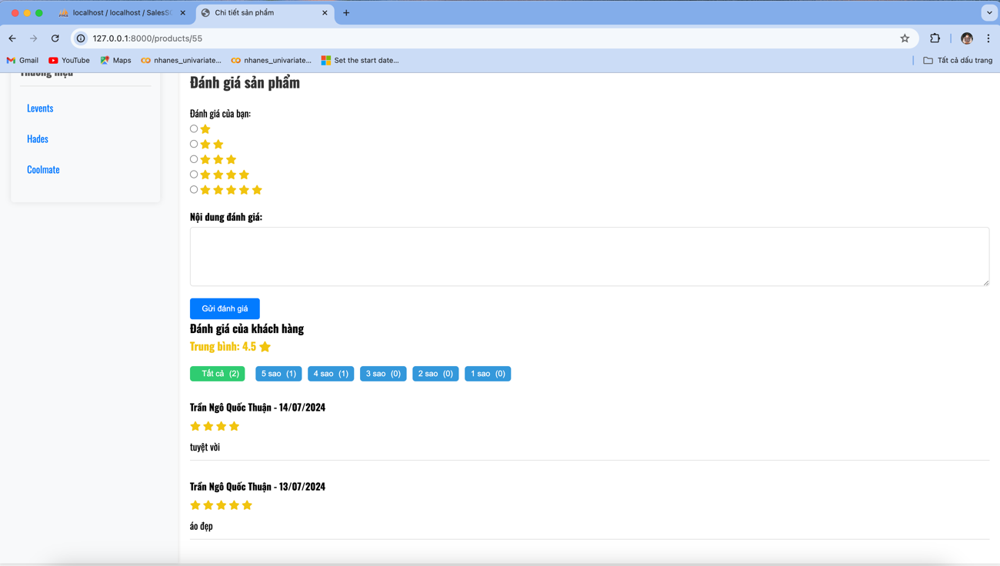 localhost / localhost / SalesS
Chi tiết sản phẩm
127.0.0.1:8000/products/55
Gmail
YouTube
Maps
nhanes_univariate...
nhanes_univariate...
Set the start date...
Tất cả dấu trang
Thương hiệu
Levents
Hades
Coolmate
Đánh giá sản phẩm
Đánh giá của bạn:
Nội dung đánh giá:
Gửi đánh giá
Đánh giá của khách hàng
Trung bình: 4.5
Tất cả (2) 5 sao (1) 4 sao (1) 3 sao (0) 2 sao (0) 1 sao (0)
Trần Ngô Quốc Thuận - 14/07/2024
tuyệt vời
Trần Ngô Quốc Thuận - 13/07/2024
áo đẹp